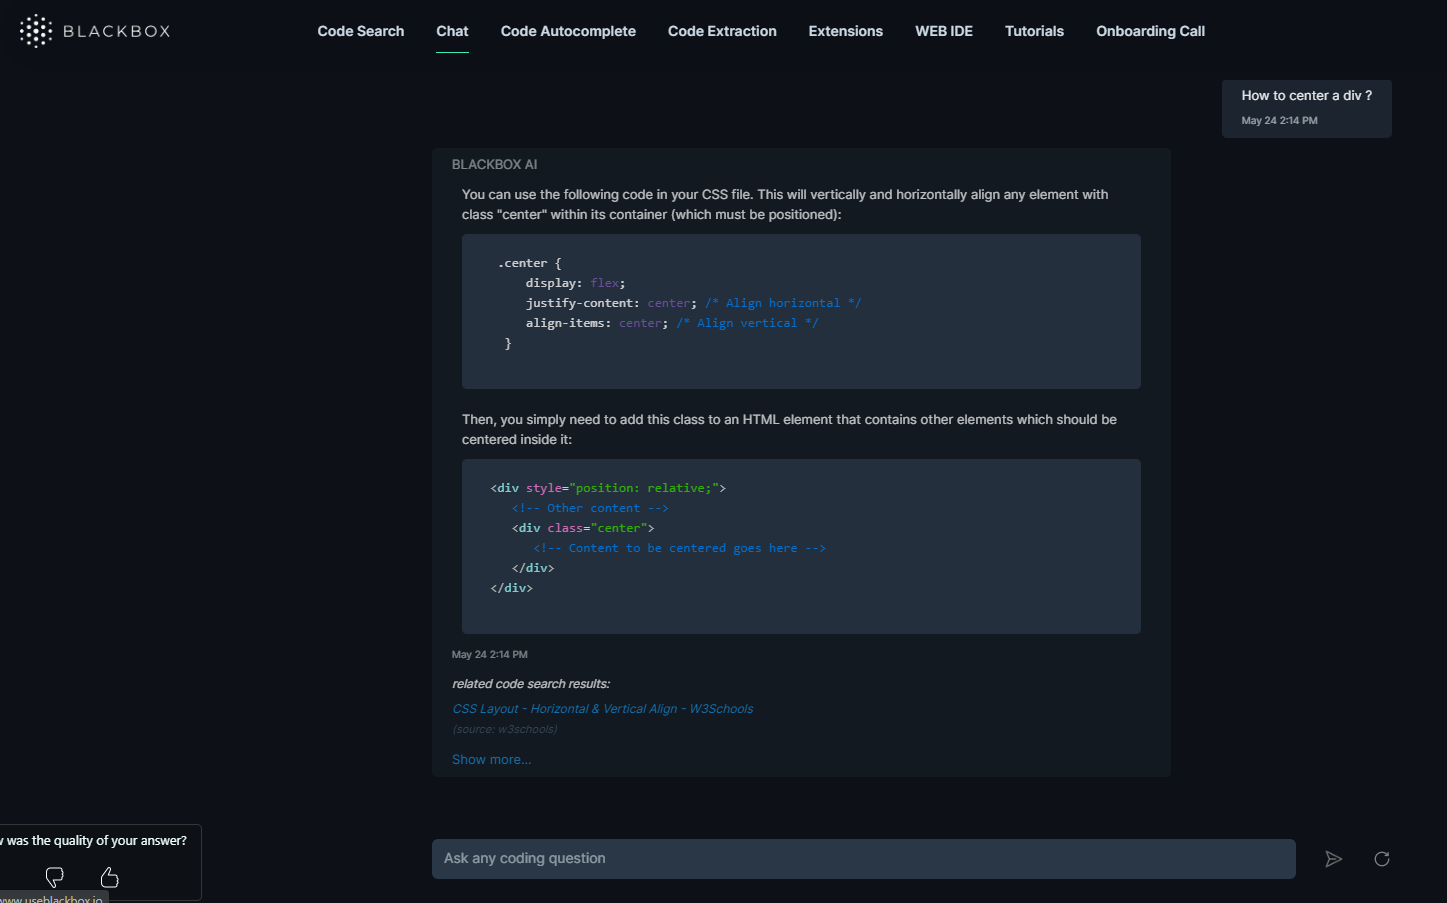 BLACKBOX
Code Search
Chat
Code Autocomplete
Code Extraction
Extensions
WEB IDE
Tutorials
Onboarding Call
How to center a div ?
May 24 2:14 PM
BLACKBOX AI
You can use the following code in your CSS file. This will vertically and horizontally align any element with
class "center" within its container (which must be positioned):
.center {
display: flex;
justify-content: center; /* Align horizontal */
align-items: center; /* Align vertical */
}
Then, you simply need to add this class to an HTML element that contains other elements which should be
centered inside it:
<div style="position: relative;">
<!-- Other content -->
<div class="center">
<!-- Content to be centered goes here -->
</div>
</div>
May 24 2:14 PM
related code search results:
CSS Layout - Horizontal & Vertical Align - W3Schools
(source: w3schools)
Show more...
was the quality of your answer?
Ask any coding question
www.useblackbox.io